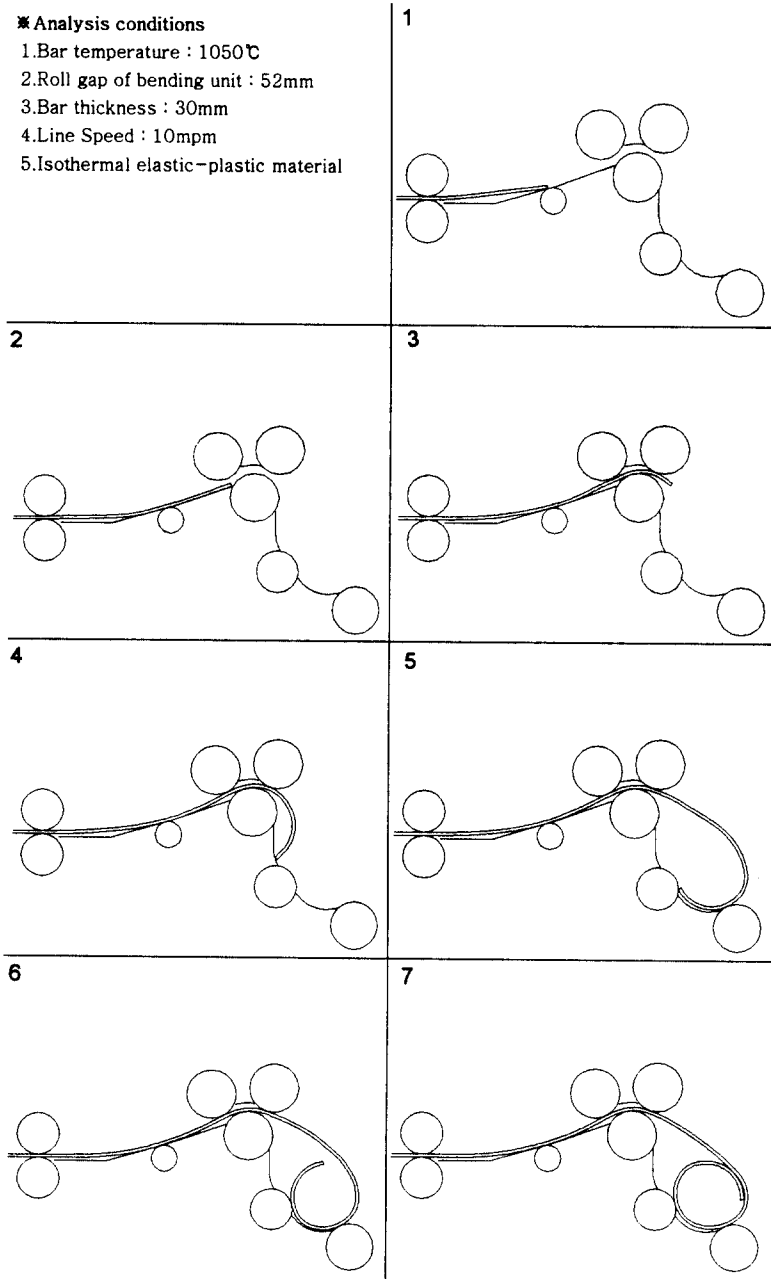 ※ Analysis conditions
1.Bar temperature : 1050℃
2.Roll gap of bending unit : 52mm
3.Bar thickness : 30mm
4.Line Speed : 10mpm
5.Isothermal elastic-plastic material
1
2
3
4
5
6
7